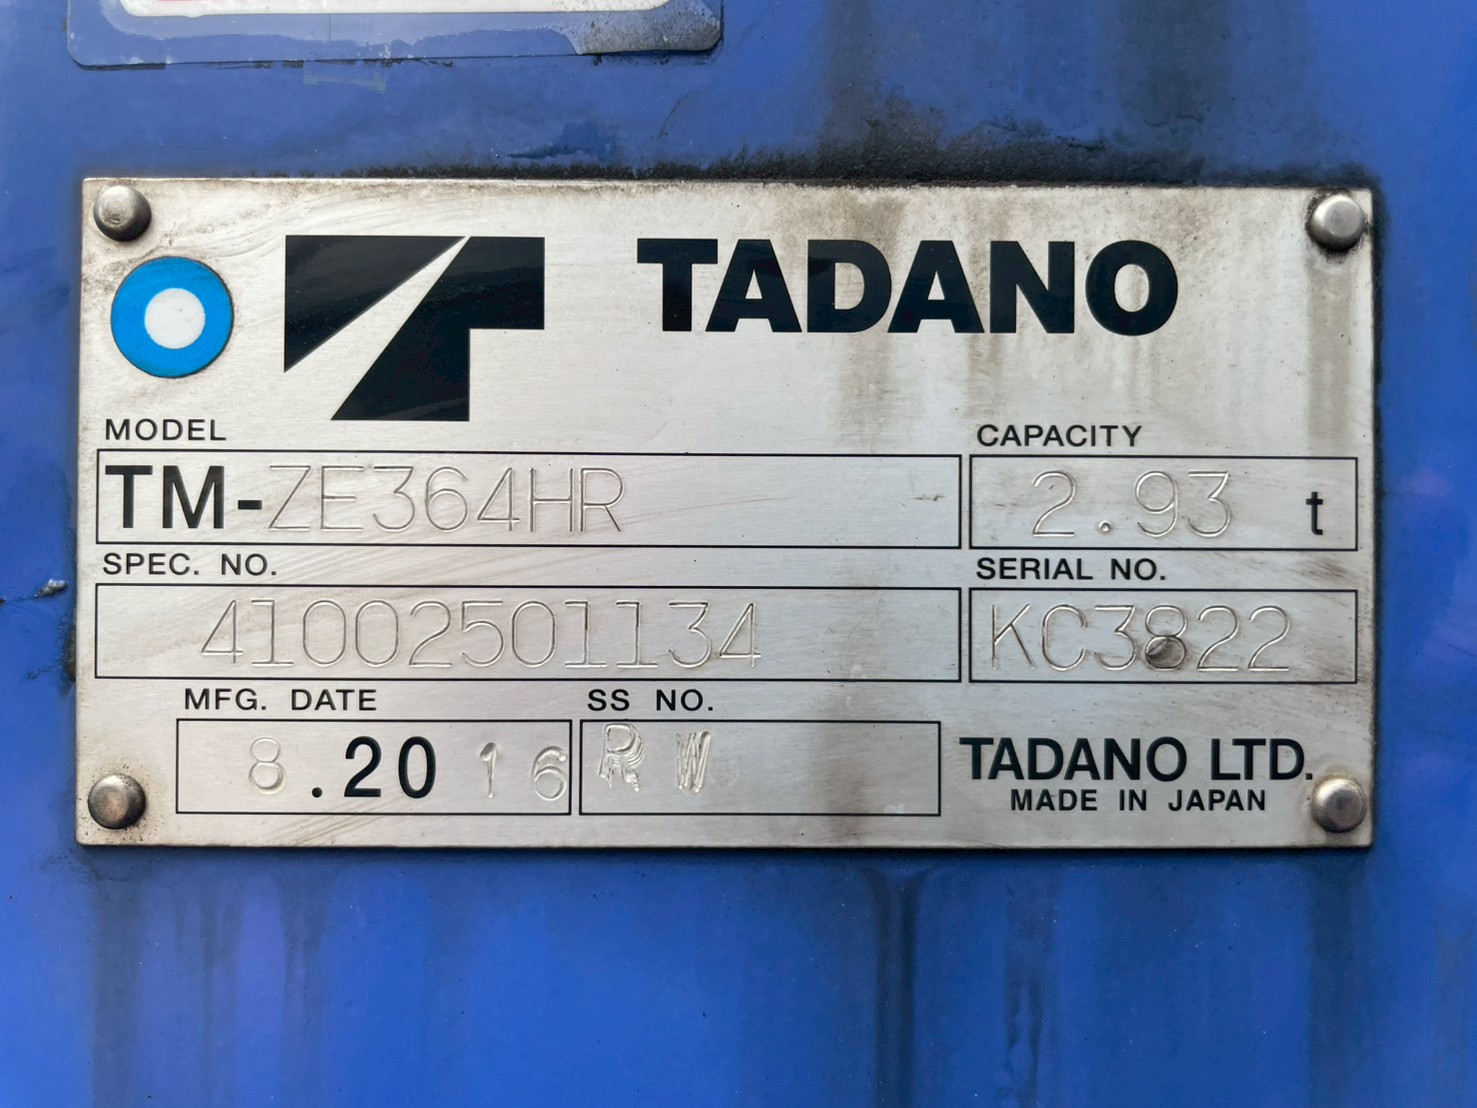 TADANO
MODEL
TM-ZE364HR
CAPACITY
2.93 t
SPEC. NO.
41002501134
SERIAL NO.
KC3822
MFG. DATE
8.2016
SS NO.
RW
TADANO LTD.
MADE IN JAPAN